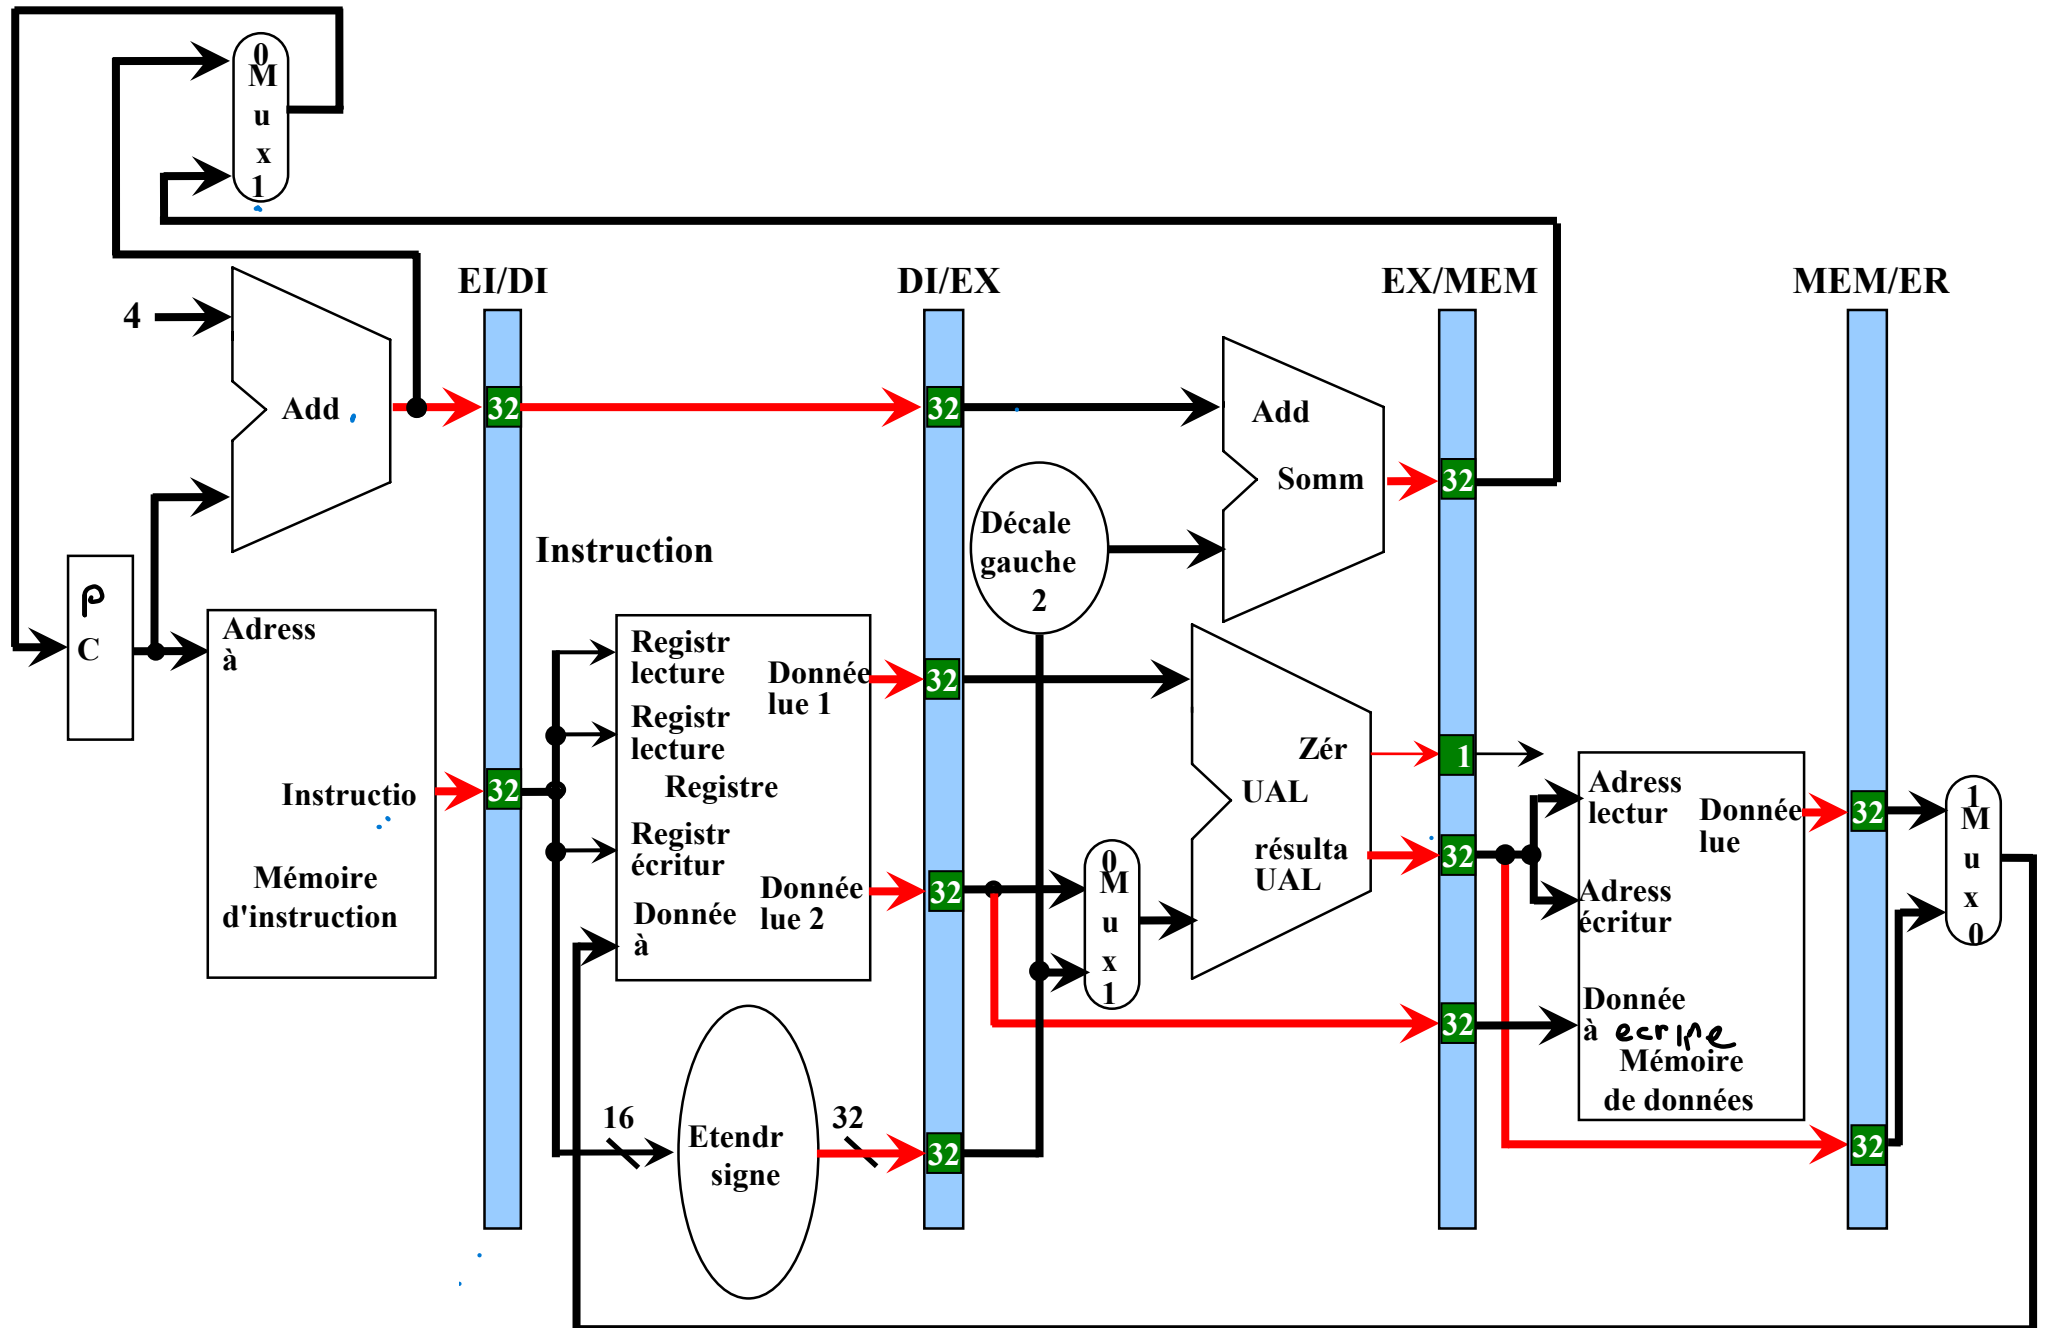 0
M
u
x
1
EI/DI
DI/EX
EX/MEM
MEM/ER
4
Add
32
32
Add
Somm
32
Décale
gauche
2
Instruction
P
C
Adress
à
Instructio
Mémoire
d'instruction
32
Registr
lecture
Registr
lecture
Registre
Registr
écritur
Donnée
à
Donnée
lue 1
Donnée
lue 2
32
32
0
M
u
x
1
Zér
UAL
résulta
UAL
1
32
32
Adress
lectur
Adress
écritur
Donnée
à ecrire
Donnée
lue
Mémoire
de données
32
32
1
M
u
x
0
16
Etendr
signe
32
32